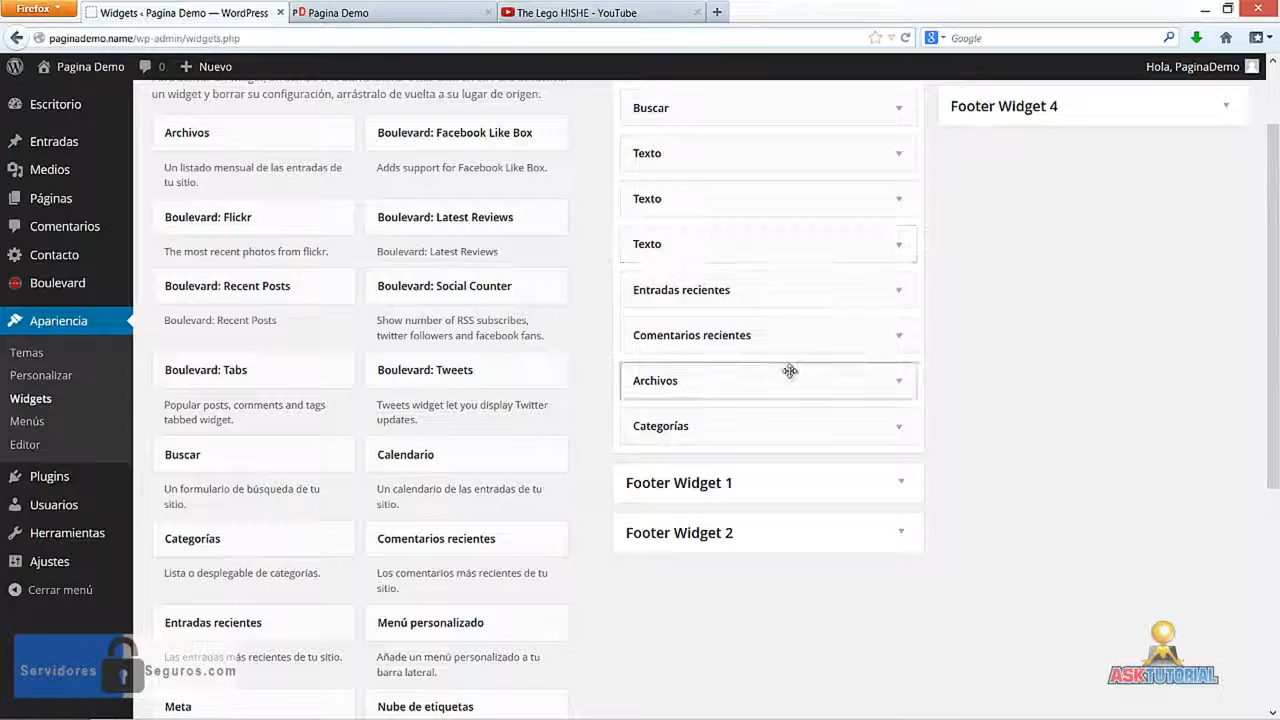 Firefox
Widgets ‹ Pagina Demo — WordPress
Pagina Demo
The Lego HISHE - YouTube
paginademo.name/wp-admin/widgets.php
Google
Pagina Demo
0
Nuevo
Hola, PaginaDemo
un widget y borrar su configuración, arrástralo de vuelta a su lugar de origen.
Escritorio
Entradas
Medios
Páginas
Comentarios
Contacto
Boulevard
Apariencia
Temas
Personalizar
Widgets
Menús
Editor
Plugins
Usuarios
Herramientas
Ajustes
Cerrar menú
Archivos
Un listado mensual de las entradas de
tu sitio.
Boulevard: Facebook Like Box
Adds support for Facebook Like Box.
Boulevard: Flickr
The most recent photos from flickr.
Boulevard: Latest Reviews
Boulevard: Latest Reviews
Boulevard: Recent Posts
Boulevard: Recent Posts
Boulevard: Social Counter
Show number of RSS subscribes,
twitter followers and facebook fans.
Boulevard: Tabs
Popular posts, comments and tags
tabbed widget.
Boulevard: Tweets
Tweets widget let you display Twitter
updates.
Buscar
Un formulario de búsqueda de tu
sitio.
Calendario
Un calendario de las entradas de tu
sitio.
Categorías
Lista o desplegable de categorías.
Comentarios recientes
Los comentarios más recientes de tu
sitio.
Entradas recientes
Las entradas más recientes de tu sitio.
Menú personalizado
Añade un menú personalizado a tu
barra lateral.
Meta
Nube de etiquetas
Buscar
Texto
Texto
Texto
Entradas recientes
Comentarios recientes
Archivos
Categorías
Footer Widget 1
Footer Widget 2
Footer Widget 4
Servidores Seguros.com
ASKTUTORIAL